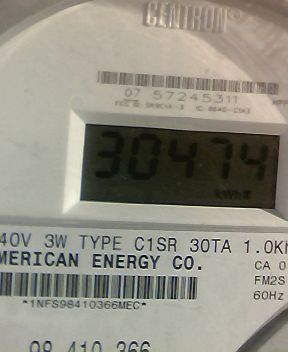 CENTRON®
07 57245311
30474
kWh
40V 3W TYPE C1SR 30TA 1.0Kh
MERICAN ENERGY CO.
CA 0
FM2S
*1NFS98410366MEC*
60Hz
98 410 366